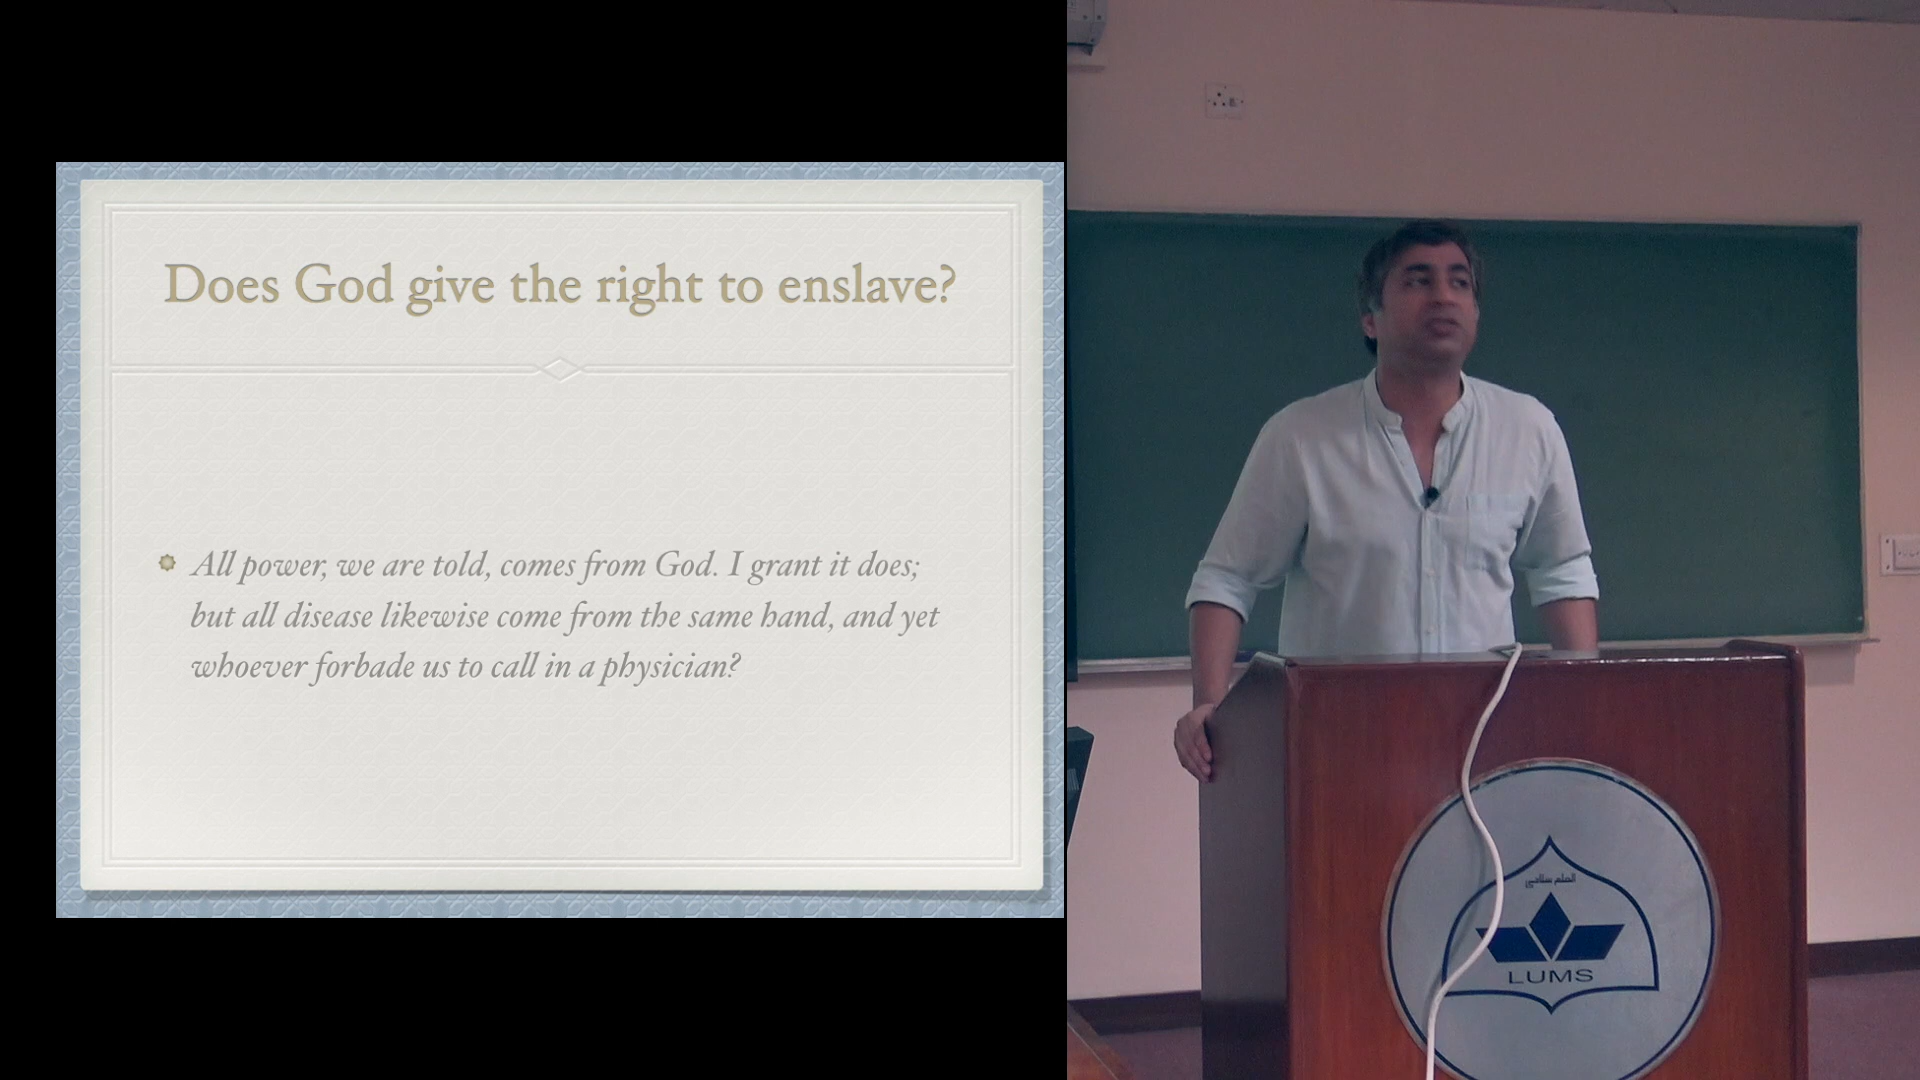 Does God give the right to enslave?
All power, we are told, comes from God. I grant it does;
but all disease likewise come from the same hand, and yet
whoever forbade us to call in a physician?
LUMS